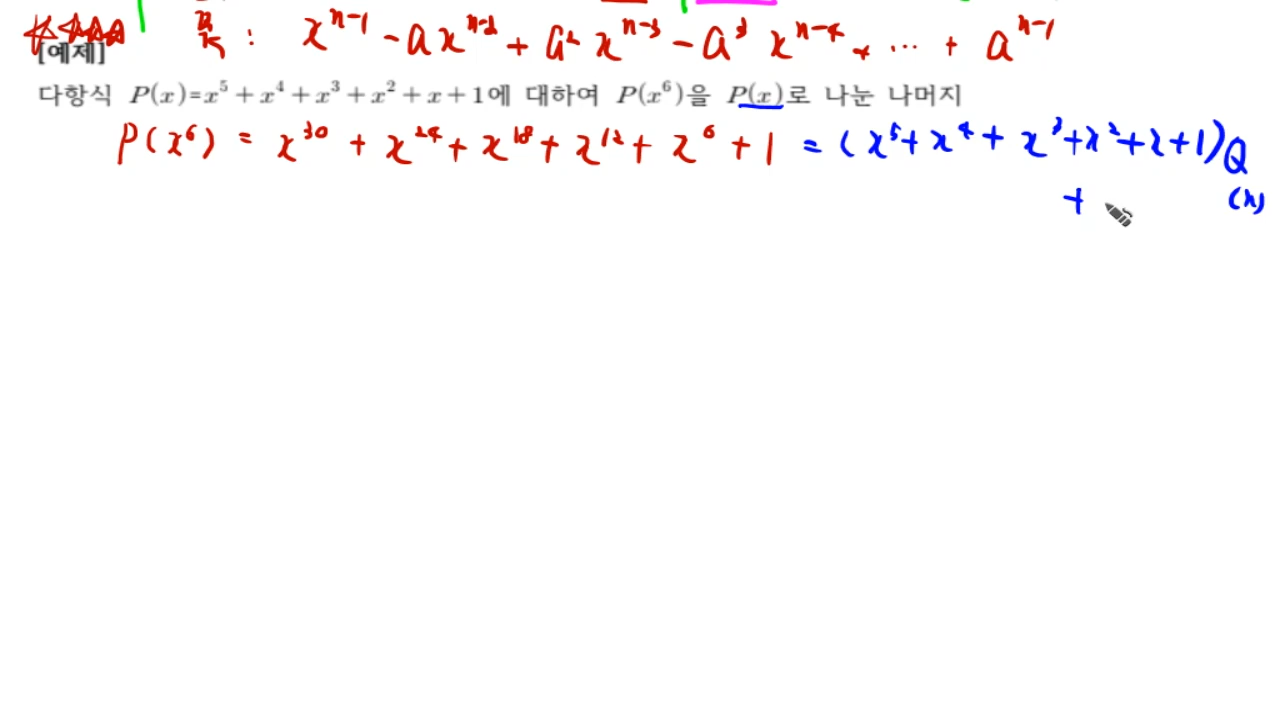 몫 : x^{n-1} - ax^{n-2} + a^2 x^{n-3} - a^3 x^{n-4} + ... + a^{n-1}
[예제]
다항식 P(x)=x^5+x^4+x^3+x^2+x+1에 대하여 P(x^6)을 P(x)로 나눈 나머지
P(x^6) = x^{30} + x^{24} + x^{18} + x^{12} + x^6 + 1 = (x^5+x^4+x^3+x^2+x+1)Q(x)
+